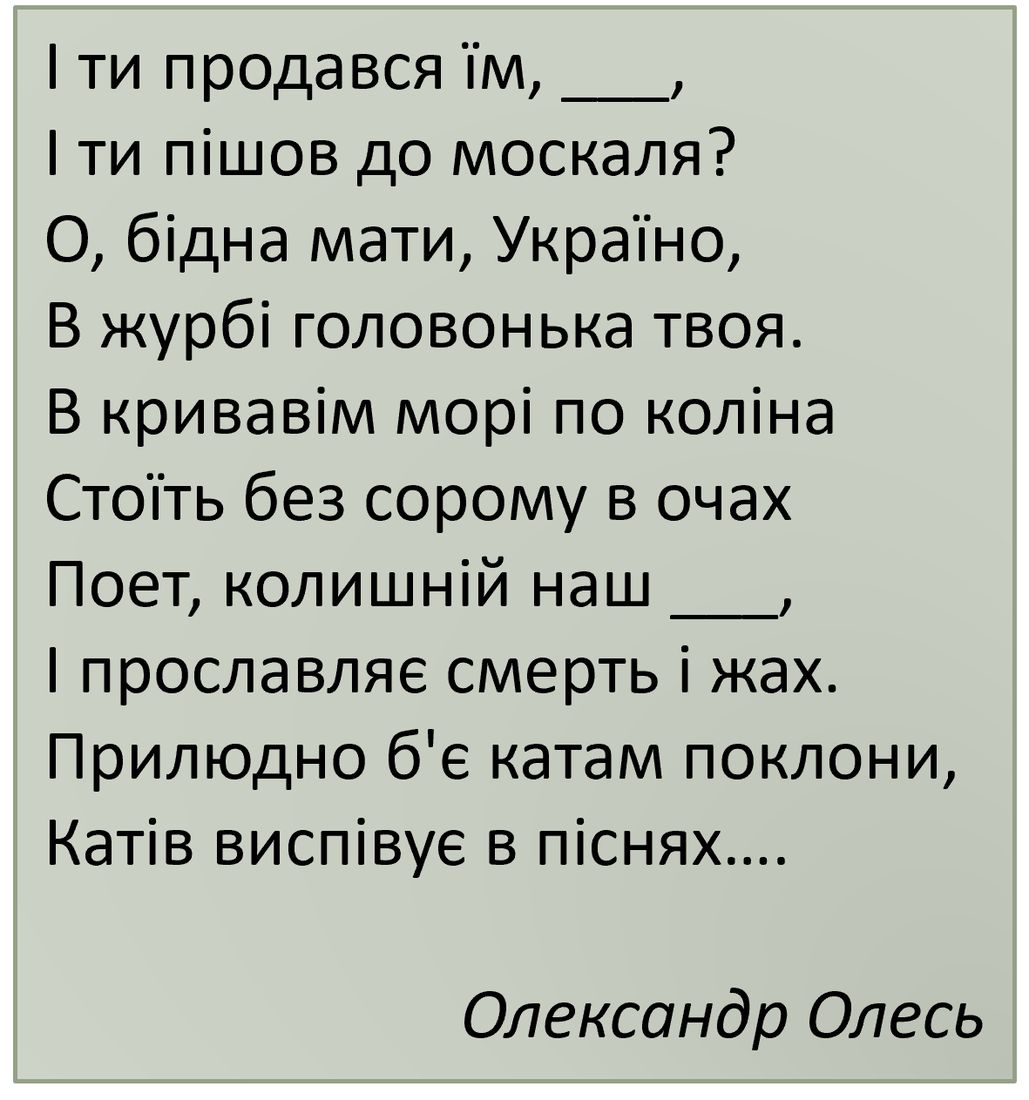 І ти продався їм, ___,
І ти пішов до москаля?
О, бідна мати, Україно,
В журбі головонька твоя.
В кривавім морі по коліна
Стоїть без сорому в очах
Поет, колишній наш ___,
І прославляє смерть і жах.
Прилюдно б'є катам поклони,
Катів виспівує в піснях....
Олександр Олесь